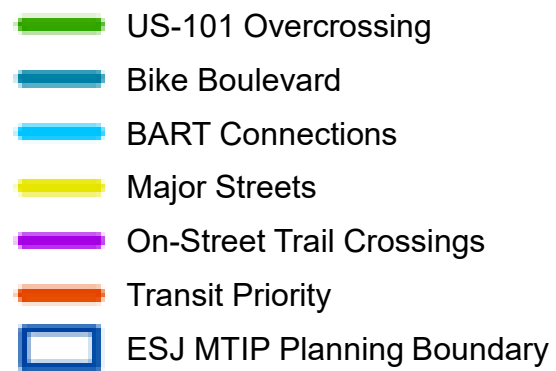 US-101 Overcrossing
Bike Boulevard
BART Connections
Major Streets
On-Street Trail Crossings
Transit Priority
ESJ MTIP Planning Boundary